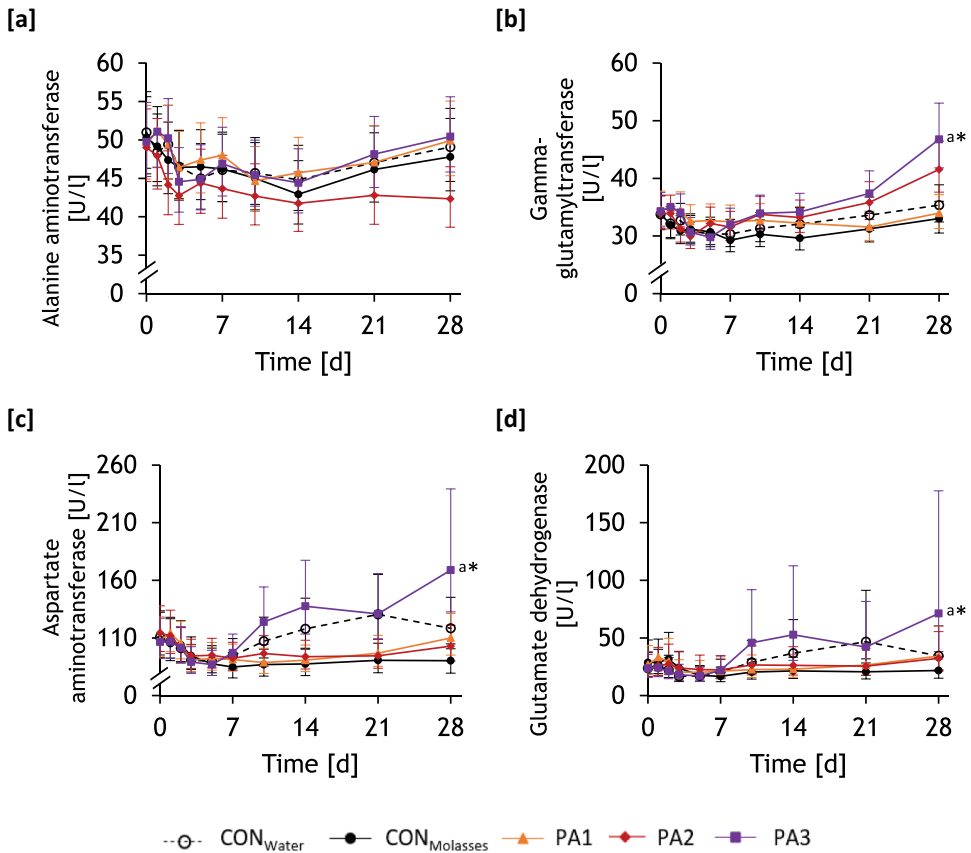 [a]
Alanine aminotransferase
[U/l]
60
55
50
45
40
35
0
0 7 14 21 28
Time [d]
[b]
Gamma-
glutamyltransferase
[U/l]
60
50
40
30
0
a*
0 7 14 21 28
Time [d]
[c]
Aspartate
aminotransferase [U/l]
260
210
160
110
0
a*
0 7 14 21 28
Time [d]
[d]
Glutamate dehydrogenase
[U/l]
200
150
100
50
0
a*
0 7 14 21 28
Time [d]
CONWater CONMolasses PA1 PA2 PA3